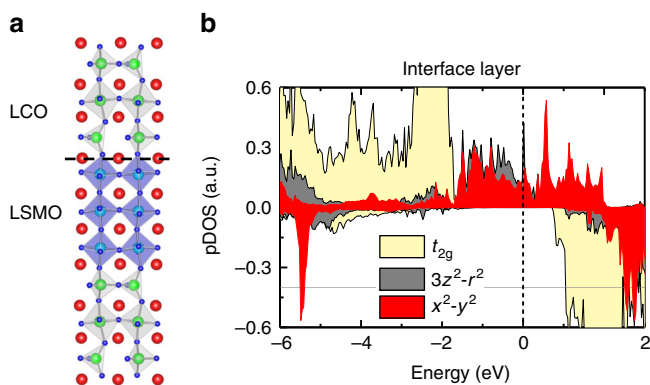 a
LCO
LSMO
b
Interface layer
pDOS (a.u.)
0.6
0.3
0.0
−0.3
−0.6
t2g
3z²-r²
x²-y²
−6 −4 −2 0 2
Energy (eV)